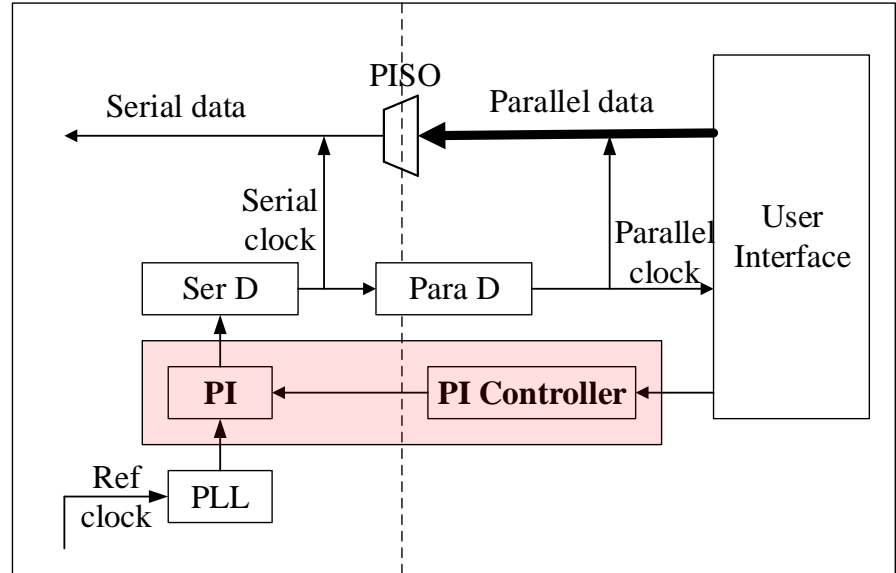 PISO
Serial data
Parallel data
Serial
clock
Parallel
clock
User
Interface
Ser D
Para D
PI
PI Controller
Ref
clock
PLL